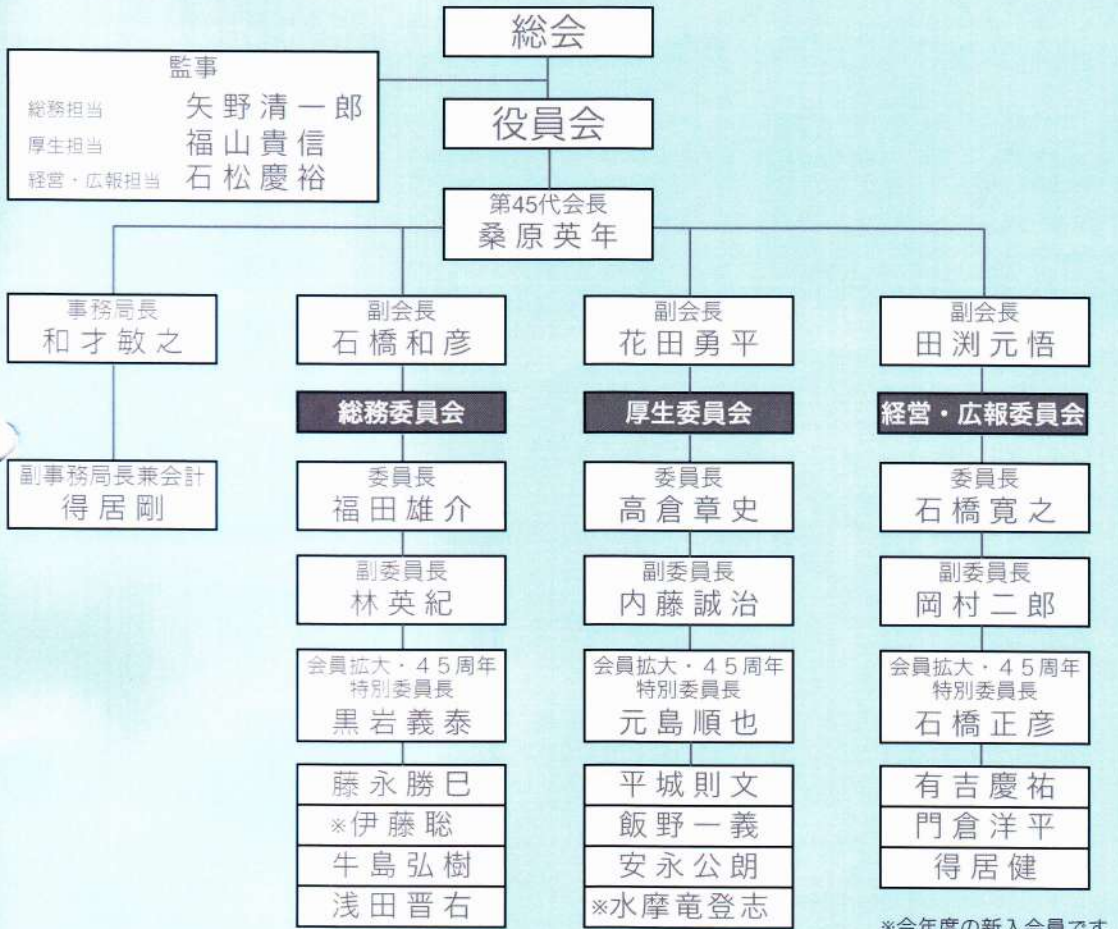 総会
監事
総務担当 矢野清一郎
厚生担当 福山貴信
経営・広報担当 石松慶裕
役員会
第45代会長
桑原英年
事務局長
和才敏之
副事務局長兼会計
得居剛
副会長
石橋和彦
総務委員会
委員長
福田雄介
副委員長
林英紀
会員拡大・45周年
特別委員長
黒岩義泰
藤永勝巳
※伊藤聡
牛島弘樹
浅田晋右
副会長
花田勇平
厚生委員会
委員長
高倉章史
副委員長
内藤誠治
会員拡大・45周年
特別委員長
元島順也
平城則文
飯野一義
安永公朗
※水摩竜登志
副会長
田渕元悟
経営・広報委員会
委員長
石橋寛之
副委員長
岡村二郎
会員拡大・45周年
特別委員長
石橋正彦
有吉慶祐
門倉洋平
得居健
※今年度の新入会員です